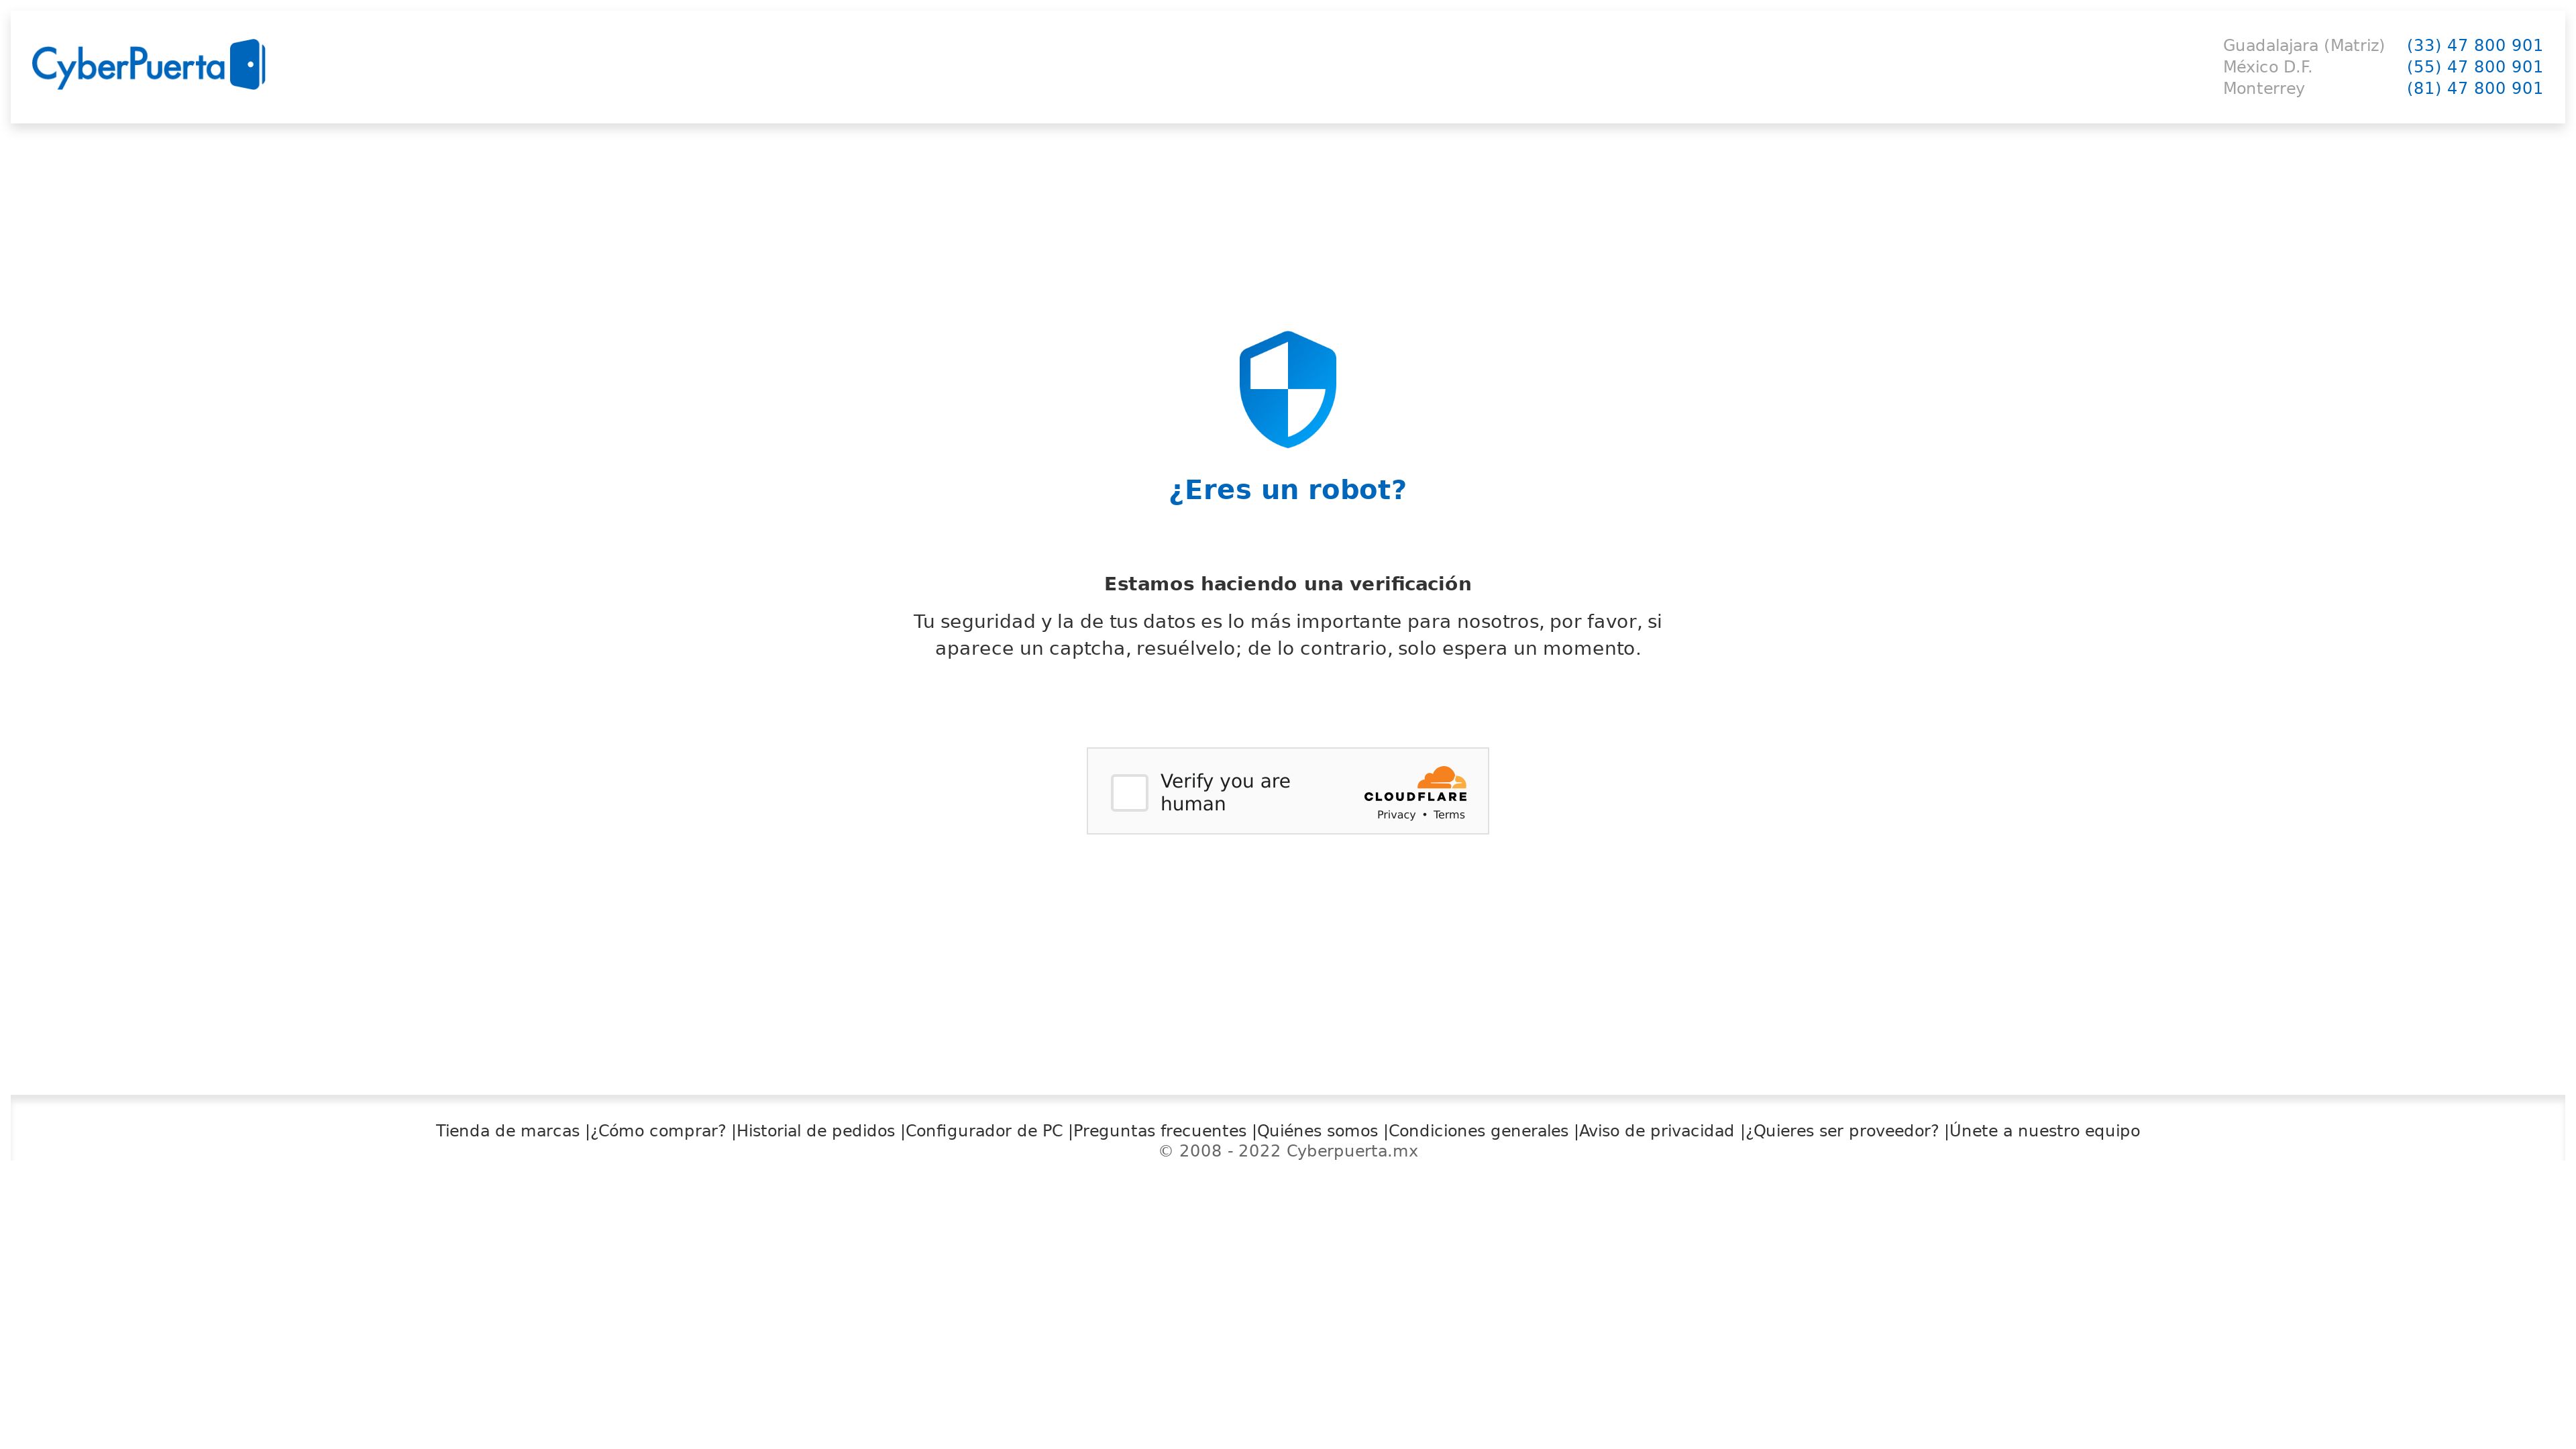 CyberPuerta
Guadalajara (Matriz) (33) 47 800 901
México D.F. (55) 47 800 901
Monterrey (81) 47 800 901
¿Eres un robot?
Estamos haciendo una verificación
Tu seguridad y la de tus datos es lo más importante para nosotros, por favor, si
aparece un captcha, resuélvelo; de lo contrario, solo espera un momento.
Verify you are
human
CLOUDFLARE
Privacy • Terms
Tienda de marcas |¿Cómo comprar? |Historial de pedidos |Configurador de PC |Preguntas frecuentes |Quiénes somos |Condiciones generales |Aviso de privacidad |¿Quieres ser proveedor? |Únete a nuestro equipo
© 2008 - 2022 Cyberpuerta.mx